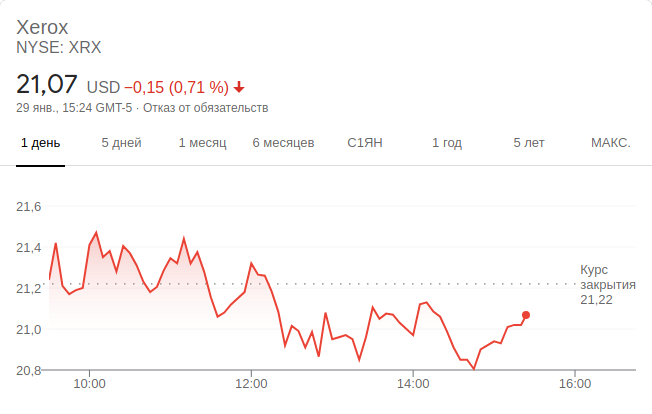 Xerox
NYSE: XRX
21,07 USD −0,15 (0,71 %)
29 янв., 15:24 GMT-5 · Отказ от обязательств
1 день 5 дней 1 месяц 6 месяцев С1ЯН 1 год 5 лет МАКС.
21,6
21,4
Курс
закрытия
21,22
21,2
21,0
20,8
10:00 12:00 14:00 16:00